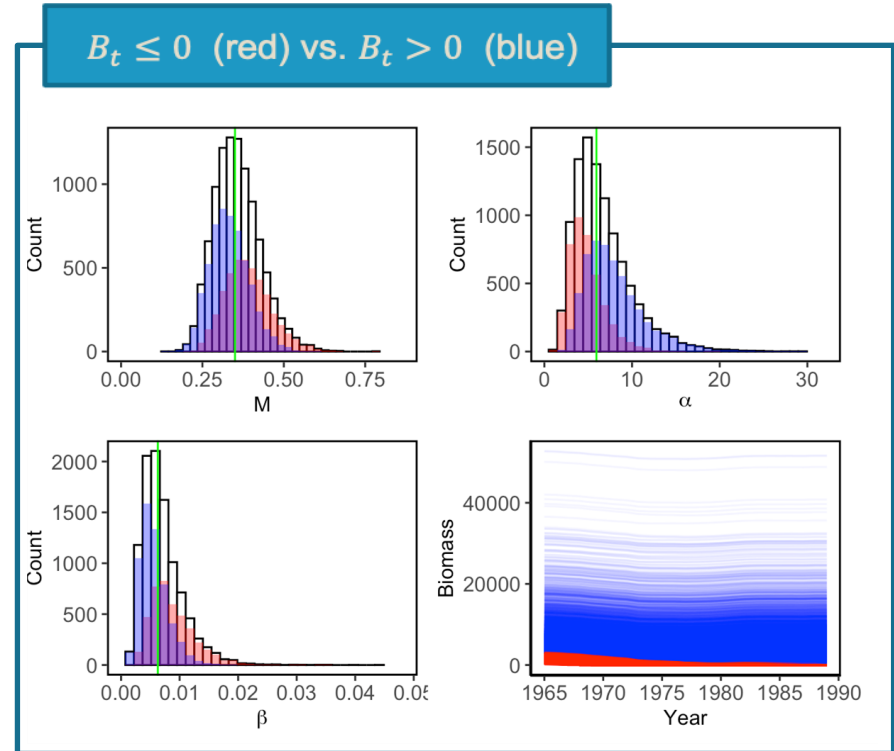 B_t ≤ 0 (red) vs. B_t > 0 (blue)
1000
500
0
Count
0.00 0.25 0.50 0.75
M
1500
1000
500
0
Count
0 10 20 30
α
2000
1500
1000
500
0
Count
0.00 0.01 0.02 0.03 0.04
β
40000
20000
0
Biomass
1965 1970 1975 1980 1985 1990
Year